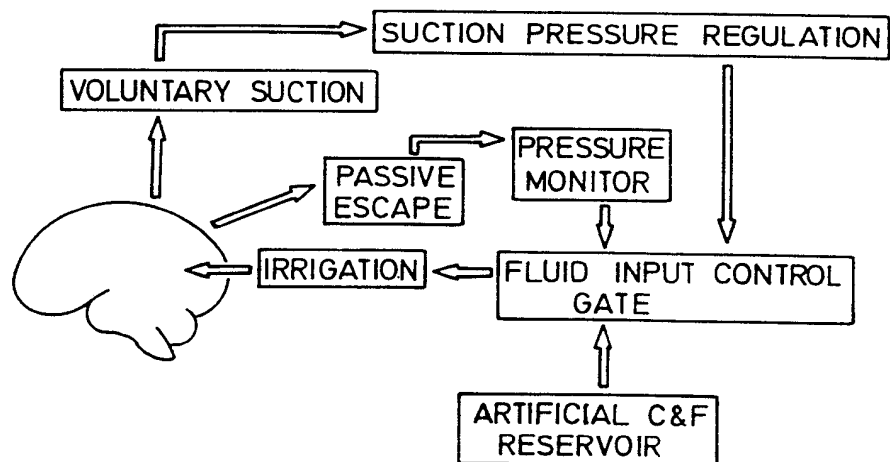 SUCTION PRESSURE REGULATION
VOLUNTARY SUCTION
PASSIVE
ESCAPE
PRESSURE
MONITOR
IRRIGATION
FLUID INPUT CONTROL
GATE
ARTIFICIAL C&F
RESERVOIR